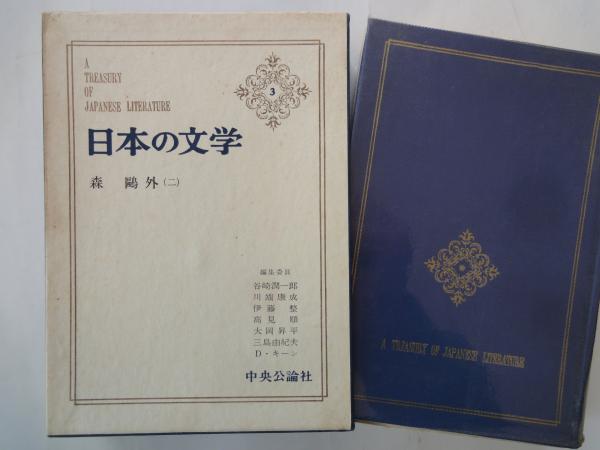 A
TREASURY
OF
JAPANESE LITERATURE
3
日本の文学
森 鷗外 (二)
編集委員
谷崎潤一郎
川端康成
伊藤 整
高見 順
大岡昇平
三島由紀夫
D・キーン
中央公論社
A TREASURY OF JAPANESE LITERATURE